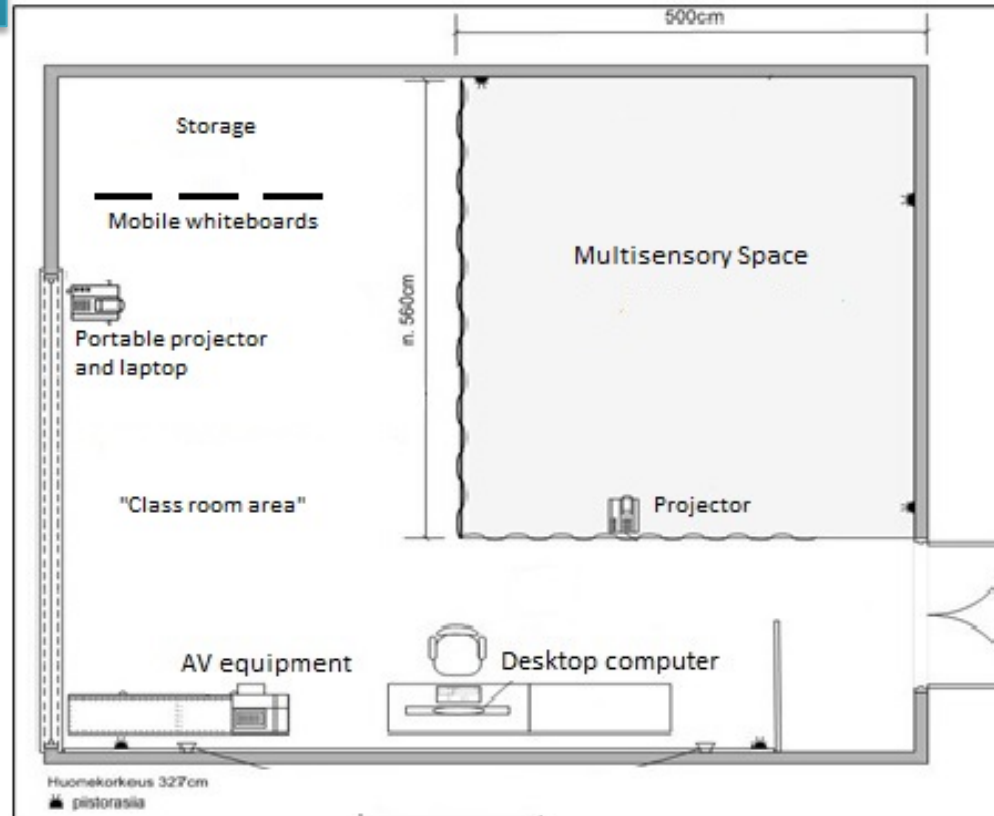 500cm
Storage
Mobile whiteboards
Multisensory Space
n. 560cm
Portable projector
and laptop
"Class room area"
Projector
AV equipment
Desktop computer
Huonekorkeus 327cm
pistorasia